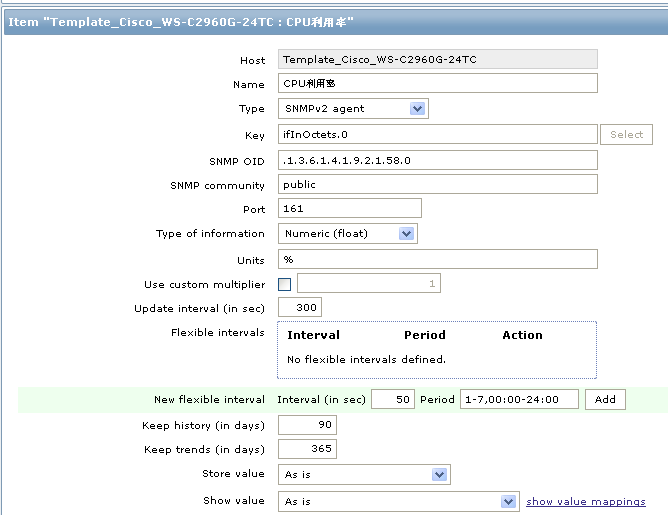 Item "Template_Cisco_WS-C2960G-24TC : CPU利用率"
Host Template_Cisco_WS-C2960G-24TC
Name CPU利用率
Type SNMPv2 agent
Key ifInOctets.0 Select
SNMP OID .1.3.6.1.4.1.9.2.1.58.0
SNMP community public
Port 161
Type of information Numeric (float)
Units %
Use custom multiplier 1
Update interval (in sec) 300
Flexible intervals Interval Period Action
No flexible intervals defined.
New flexible interval Interval (in sec) 50 Period 1-7,00:00-24:00 Add
Keep history (in days) 90
Keep trends (in days) 365
Store value As is
Show value As is show value mappings